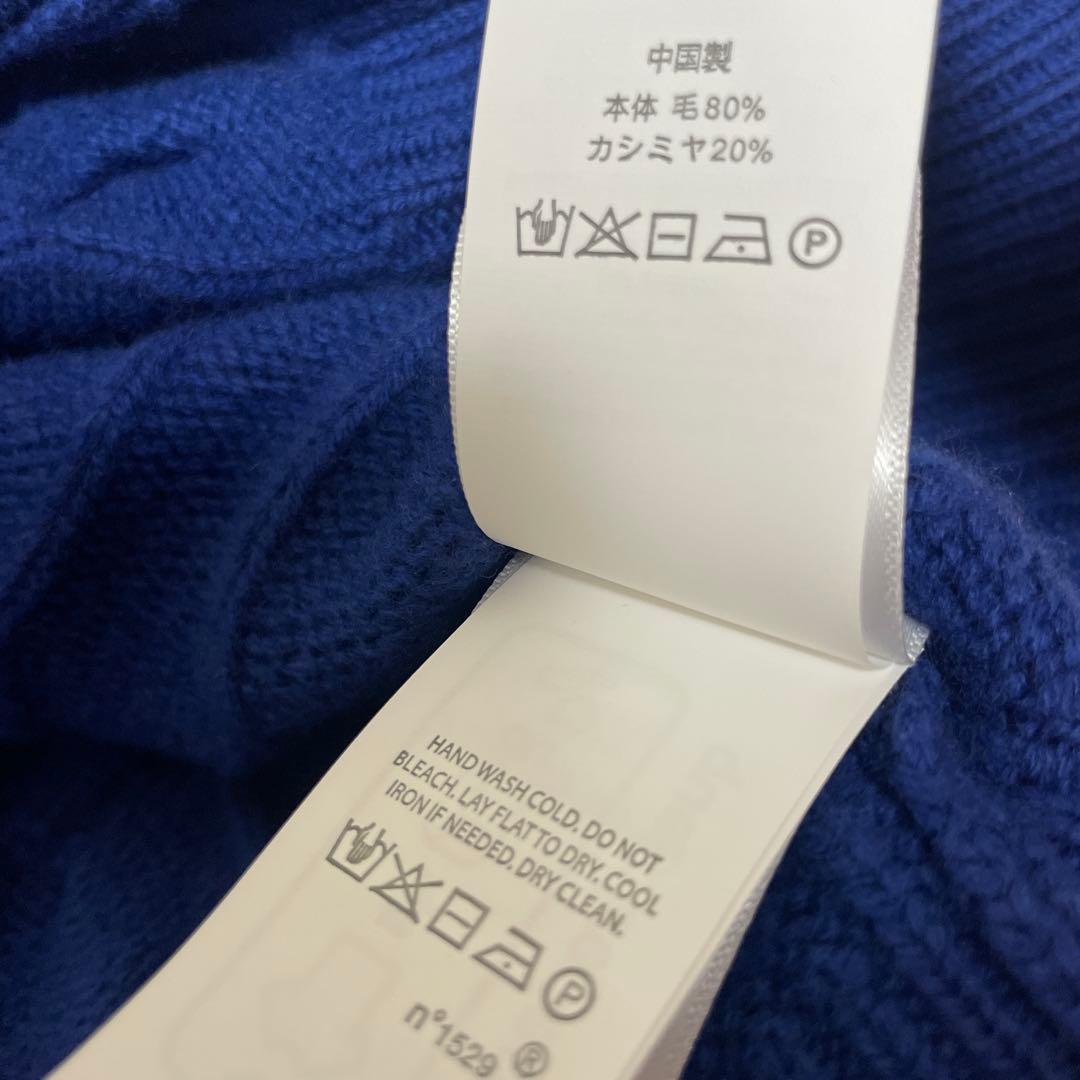 中国製
本体 毛80%
カシミヤ20%
P
HAND WASH COLD. DO NOT
BLEACH. LAY FLAT TO DRY. COOL
IRON IF NEEDED. DRY CLEAN.
P
n°1529 ®